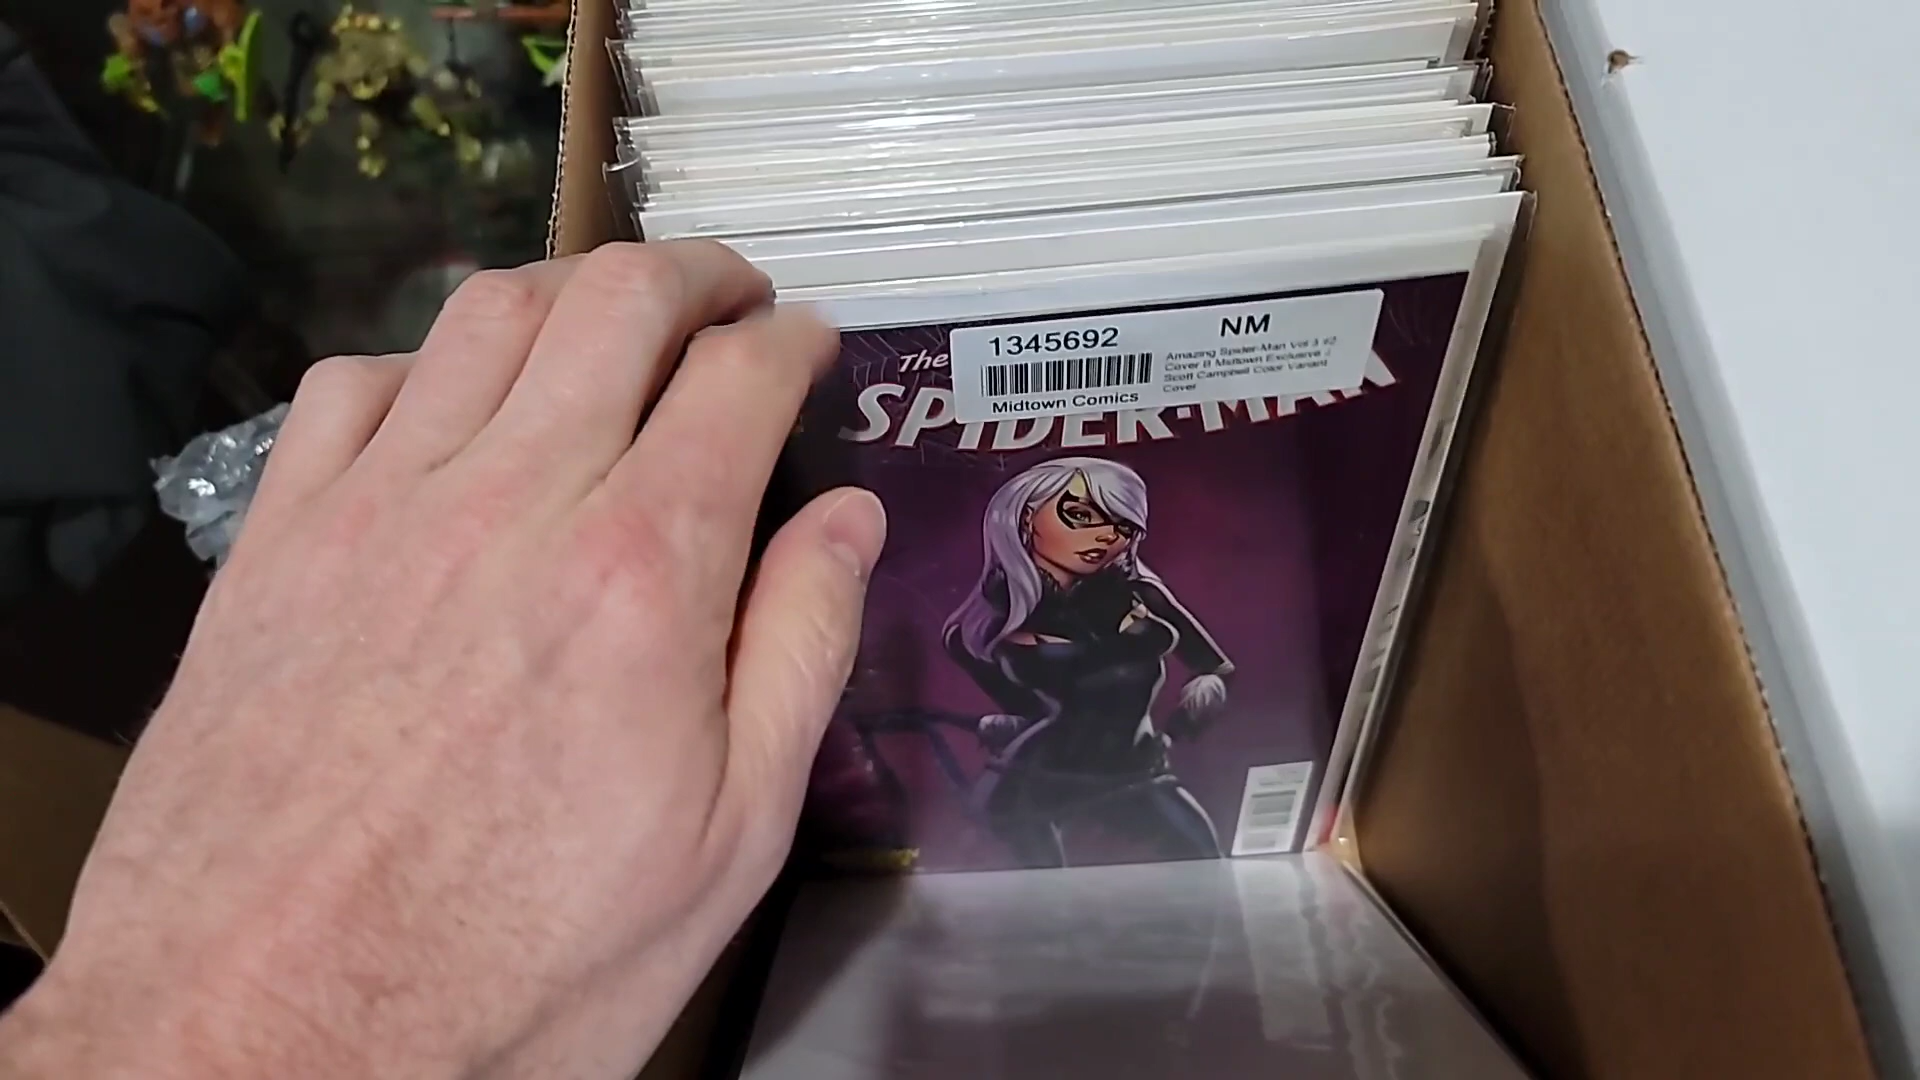 1345692
NM
Amazing Spider-Man Vol 3 #2
Cover B Midtown Exclusive J
Scott Campbell Color Variant
Cover
Midtown Comics
The
SPIDER-MAN